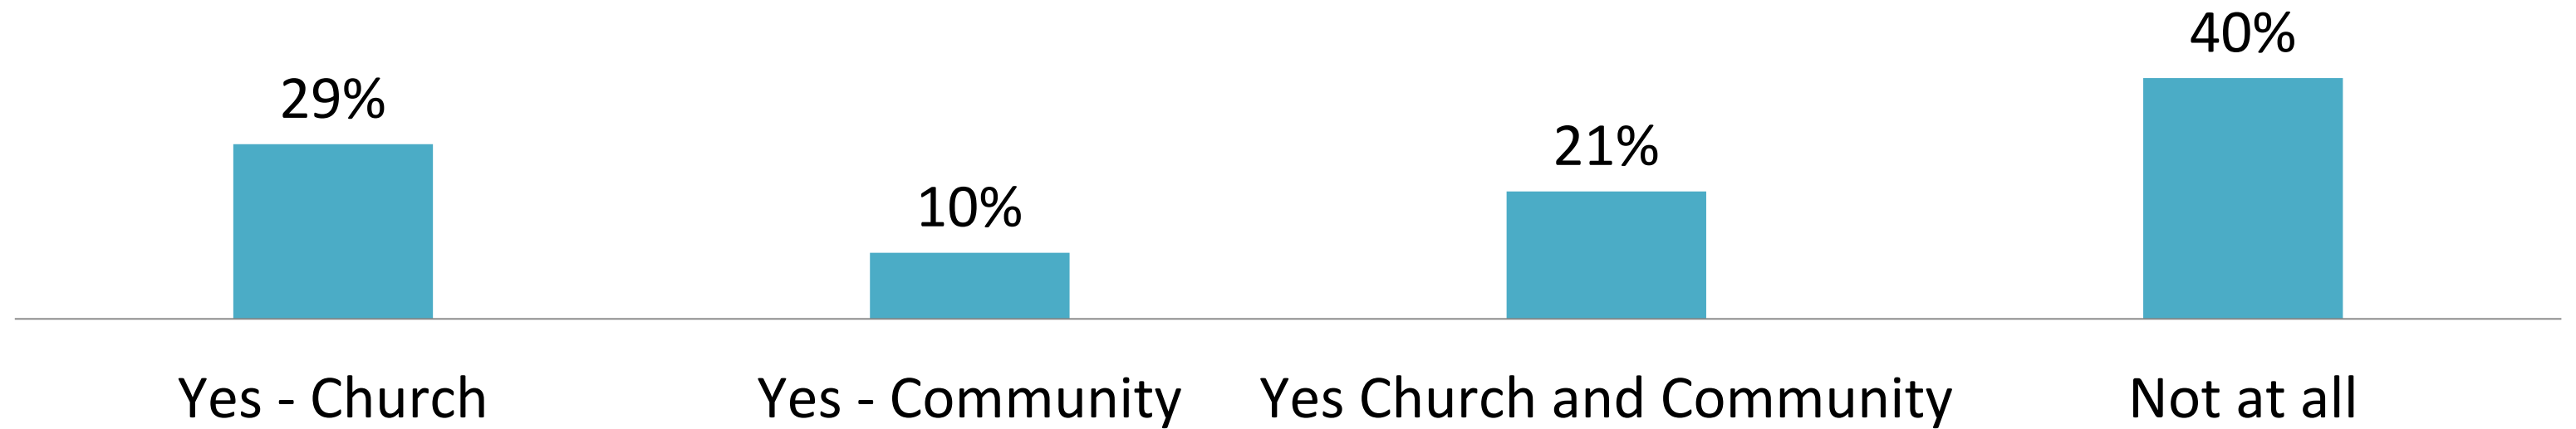 40%
29%
21%
10%
Yes - Church
Yes - Community
Yes Church and Community
Not at all